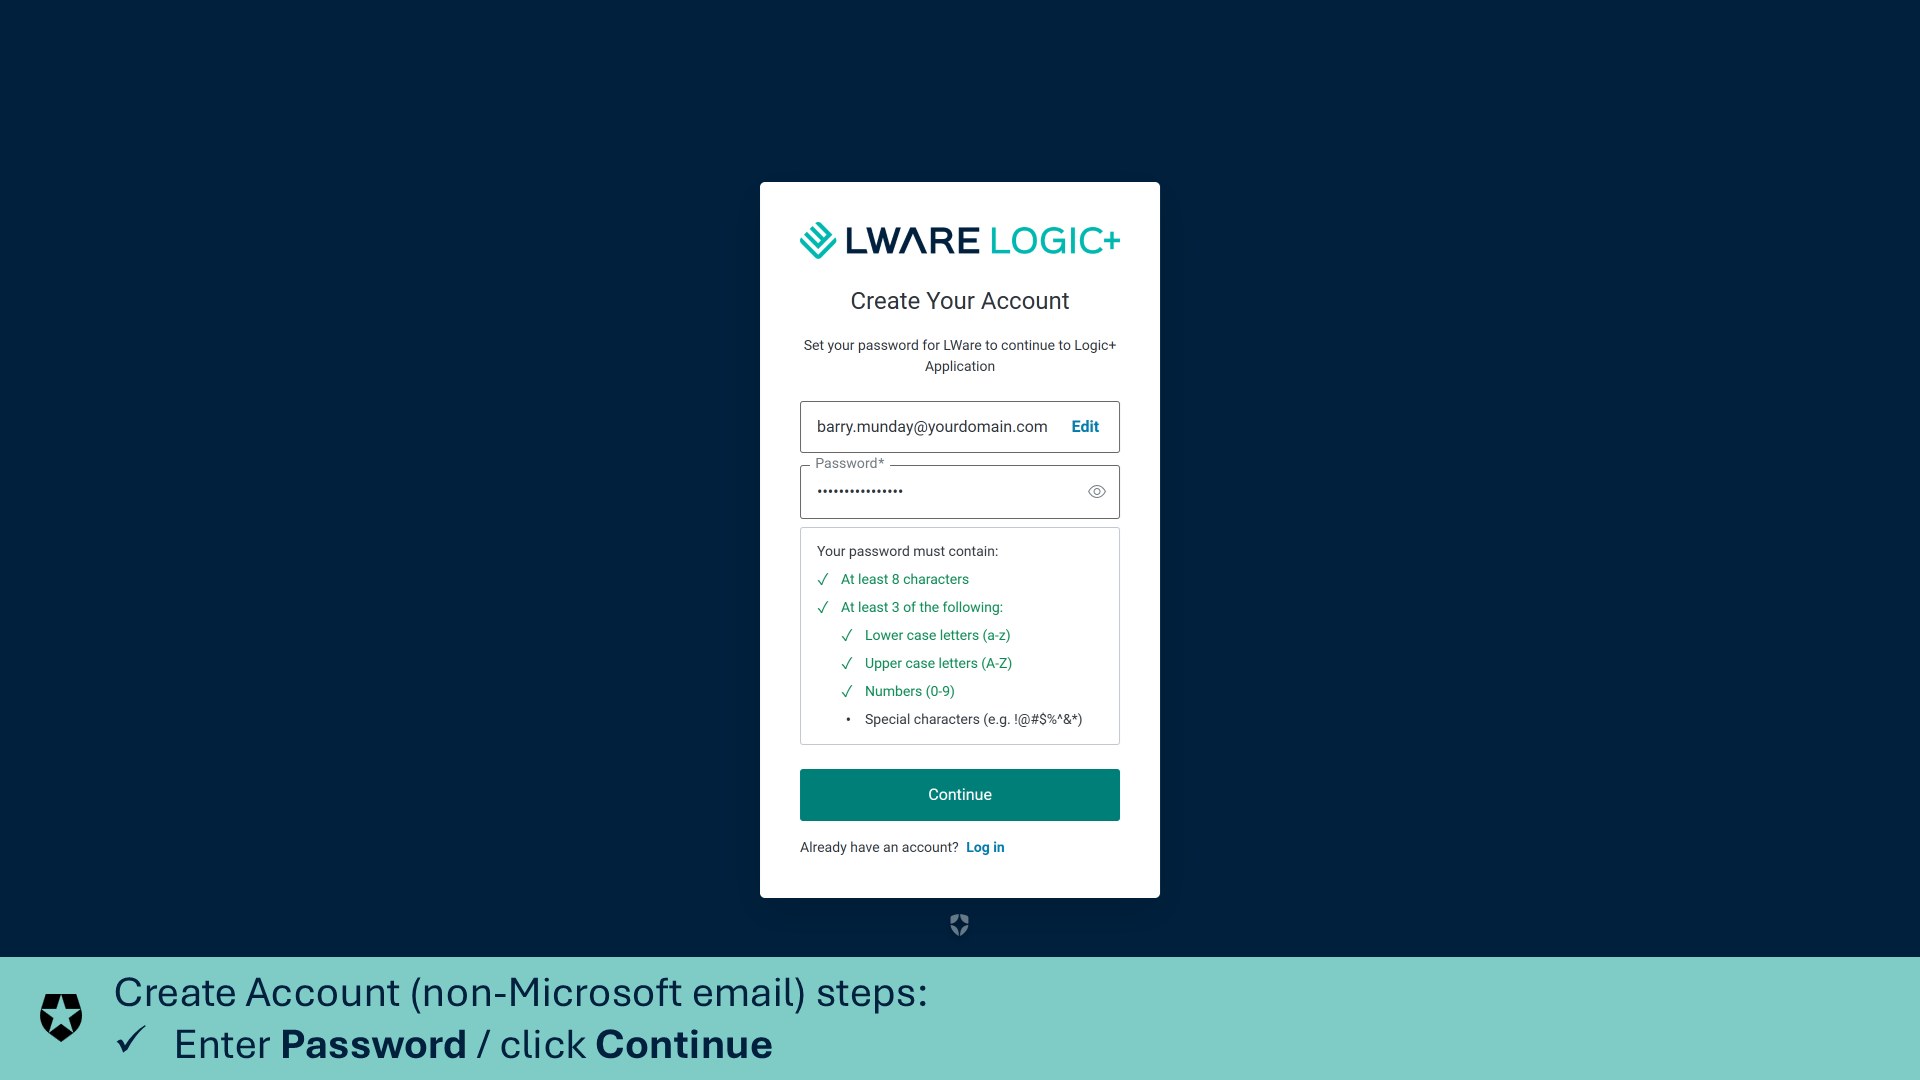 LWARE LOGIC+
Create Your Account
Set your password for LWare to continue to Logic+
Application
barry.munday@yourdomain.com Edit
Password*
••••••••••••••••
Your password must contain:
✓ At least 8 characters
✓ At least 3 of the following:
✓ Lower case letters (a-z)
✓ Upper case letters (A-Z)
✓ Numbers (0-9)
• Special characters (e.g. !@#$%^&*)
Continue
Already have an account? Log in
Create Account (non-Microsoft email) steps:
✓ Enter Password / click Continue